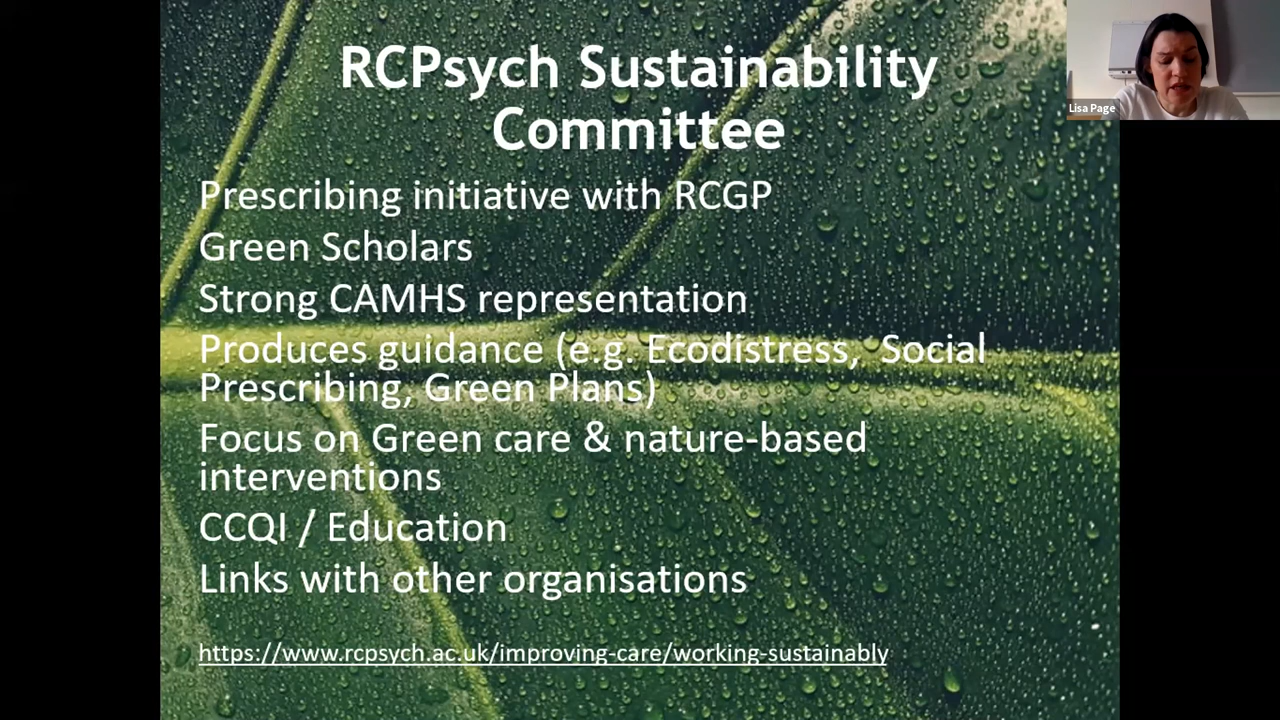 RCPsych Sustainability
Committee
Lisa Page
Prescribing initiative with RCGP
Green Scholars
Strong CAMHS representation
Produces guidance (e.g. Ecodistress, Social
Prescribing, Green Plans)
Focus on Green care & nature-based
interventions
CCQI / Education
Links with other organisations
https://www.rcpsych.ac.uk/improving-care/working-sustainably